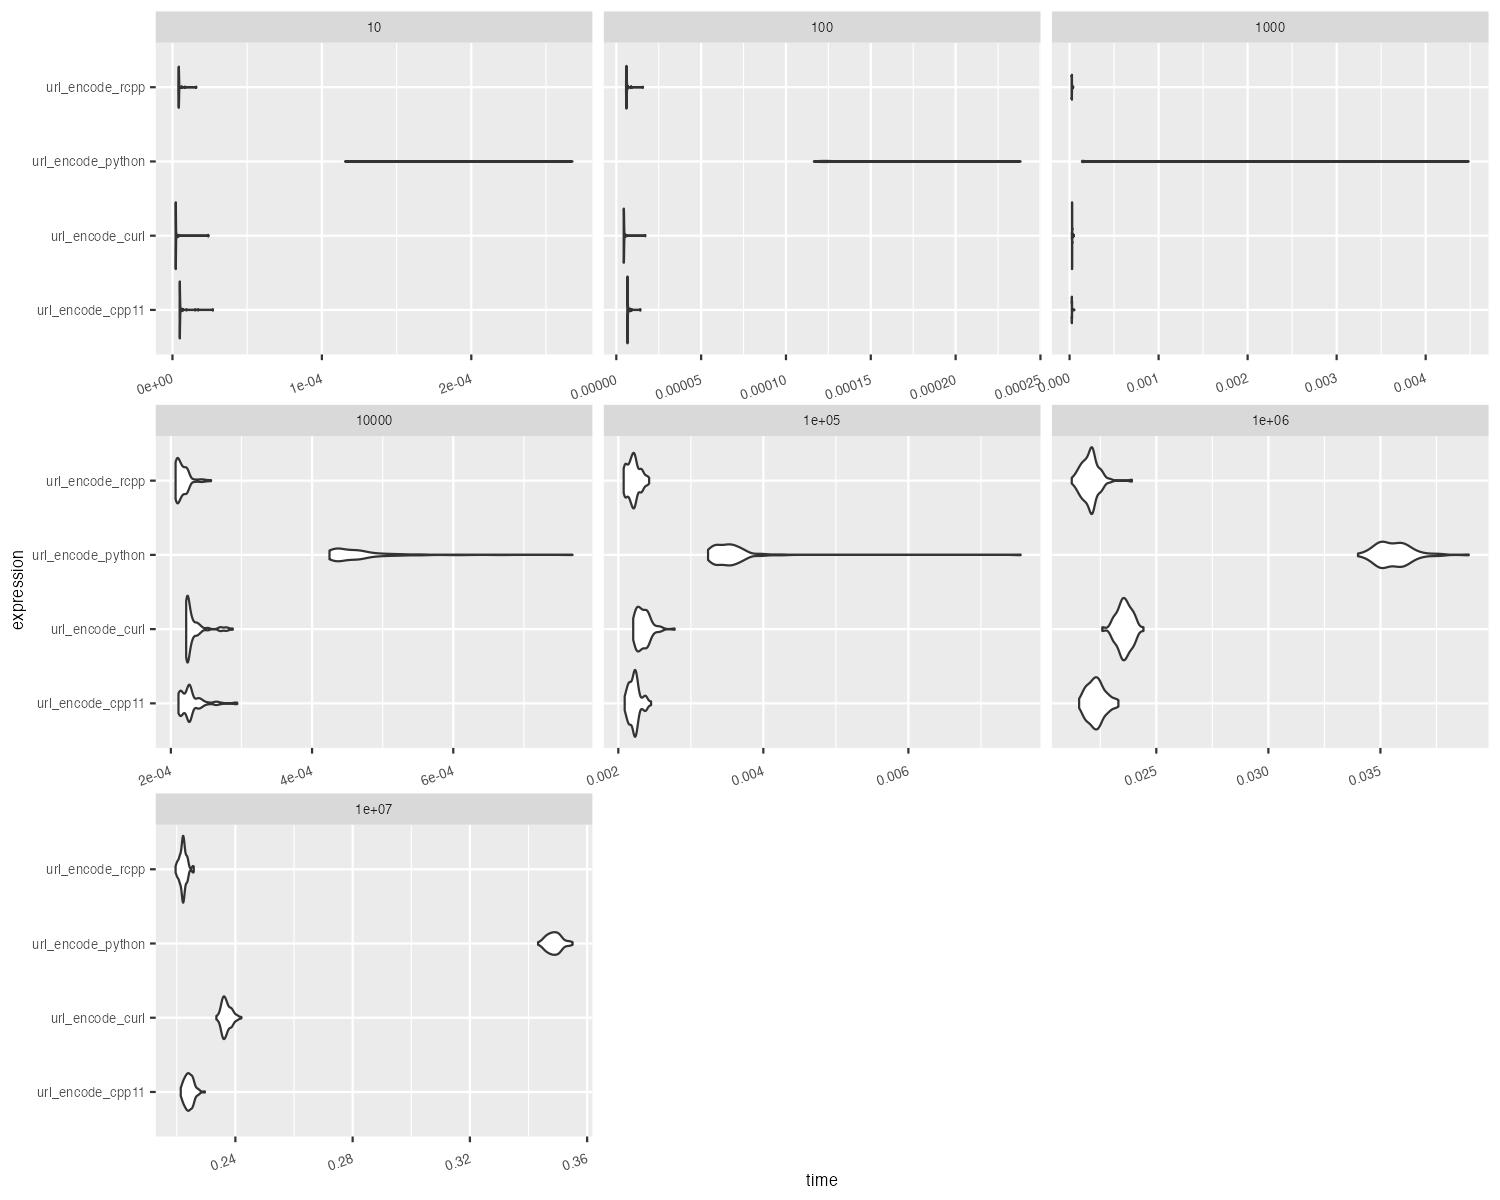 10 100 1000
url_encode_rcpp
url_encode_python
url_encode_curl
url_encode_cpp11
0e+00 1e-04 2e-04 0.00000 0.00005 0.00010 0.00015 0.00020 0.00025 0.000 0.001 0.002 0.003 0.004
10000 1e+05 1e+06
url_encode_rcpp
url_encode_python
expression
url_encode_curl
url_encode_cpp11
2e-04 4e-04 6e-04 0.002 0.004 0.006 0.025 0.030 0.035
1e+07
url_encode_rcpp
url_encode_python
url_encode_curl
url_encode_cpp11
0.24 0.28 0.32 0.36
time